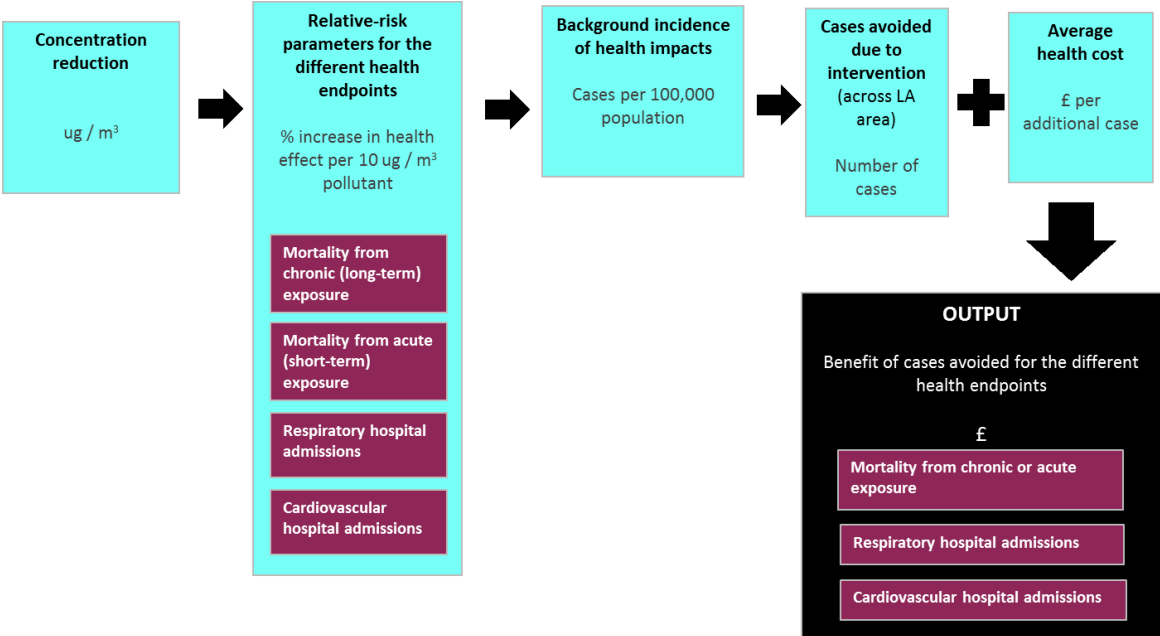 Concentration
reduction
ug / m³
Relative-risk
parameters for the
different health
endpoints
% increase in health
effect per 10 ug / m³
pollutant
Mortality from
chronic (long-term)
exposure
Mortality from acute
(short-term)
exposure
Respiratory hospital
admissions
Cardiovascular
hospital admissions
Background incidence
of health impacts
Cases per 100,000
population
Cases avoided
due to
intervention
(across LA
area)
Number of
cases
Average
health cost
£ per
additional case
OUTPUT
Benefit of cases avoided for the different
health endpoints
£
Mortality from chronic or acute
exposure
Respiratory hospital admissions
Cardiovascular hospital admissions